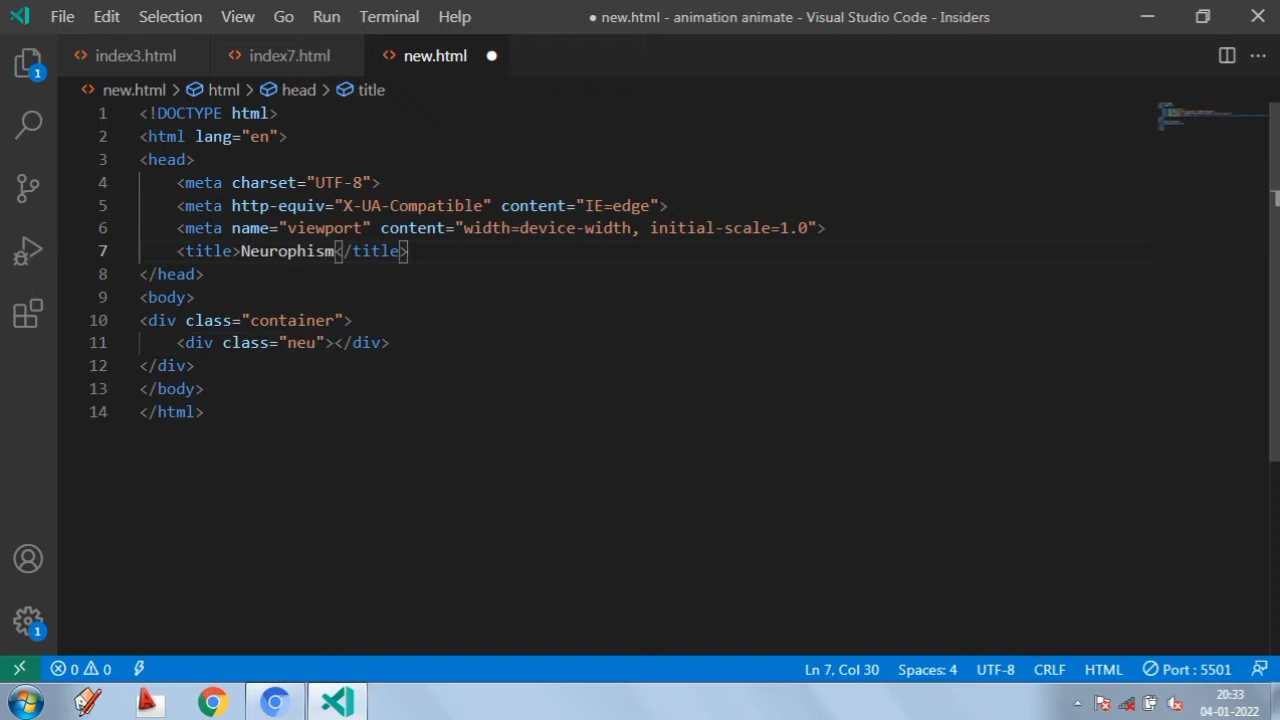 File Edit Selection View Go Run Terminal Help ● new.html - animation animate - Visual Studio Code - Insiders
index3.html index7.html new.html
new.html > html > head > title
1 <!DOCTYPE html>
2 <html lang="en">
3 <head>
4 <meta charset="UTF-8">
5 <meta http-equiv="X-UA-Compatible" content="IE=edge">
6 <meta name="viewport" content="width=device-width, initial-scale=1.0">
7 <title>Neurophism</title>
8 </head>
9 <body>
10 <div class="container">
11 <div class="neu"></div>
12 </div>
13 </body>
14 </html>
1
1
0 0 Ln 7, Col 30 Spaces: 4 UTF-8 CRLF HTML Port : 5501
20:33
04-01-2022